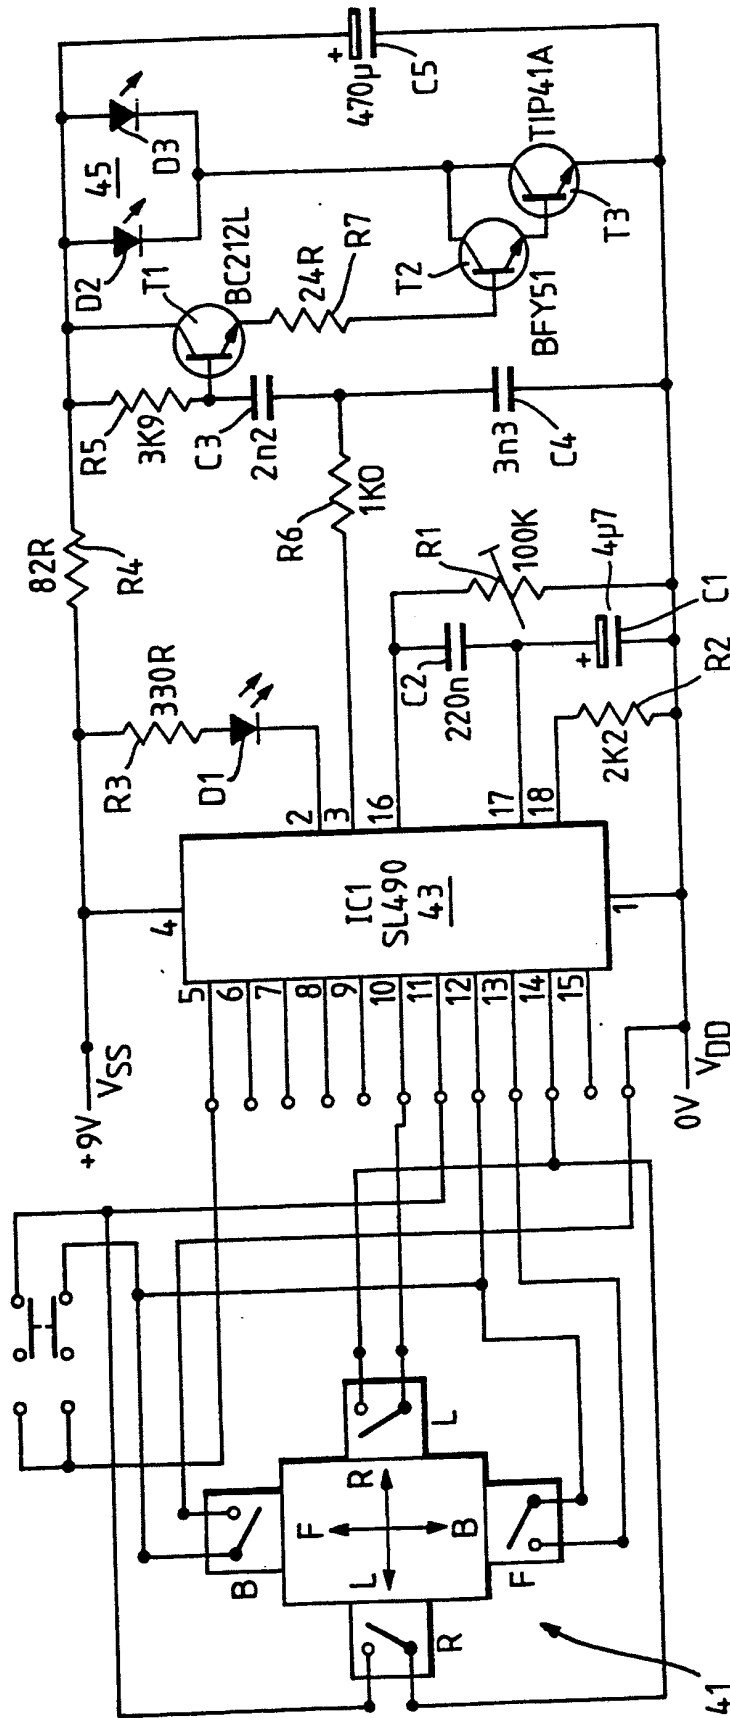 +9V
VSS
82R
R4
R3
330R
D1
R5
3K9
C3
2n2
T1
BC212L
24R
R7
D2
D3
45
470µ
+
C5
T2
BFY51
TIP41A
T3
R6
1K0
3n3
C4
R1
100K
C2
220n
4µ7
+
C1
2K2
R2
IC1
SL490
43
4
5
6
7
8
9
10
11
12
13
14
15
2
3
16
17
18
1
0V
VDD
B
F
L
R
B
L
R
F
41